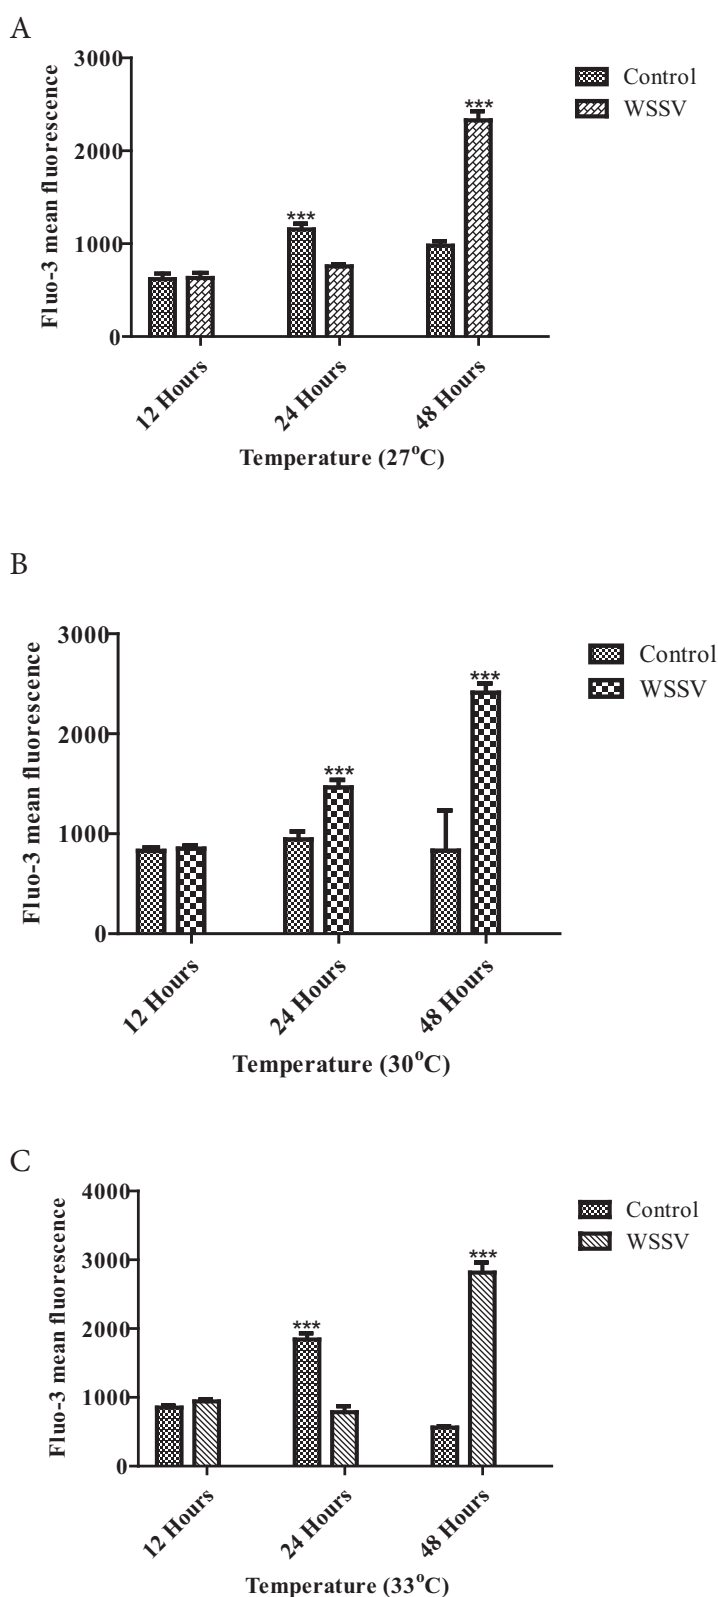 A
Fluo-3 mean fluorescence
3000
2000
1000
0
***
***
Control
WSSV
12 Hours
24 Hours
48 Hours
Temperature (27°C)
B
Fluo-3 mean fluorescence
3000
2000
1000
0
***
***
Control
WSSV
12 Hours
24 Hours
48 Hours
Temperature (30°C)
C
Fluo-3 mean fluorescence
4000
3000
2000
1000
0
***
***
Control
WSSV
12 Hours
24 Hours
48 Hours
Temperature (33°C)